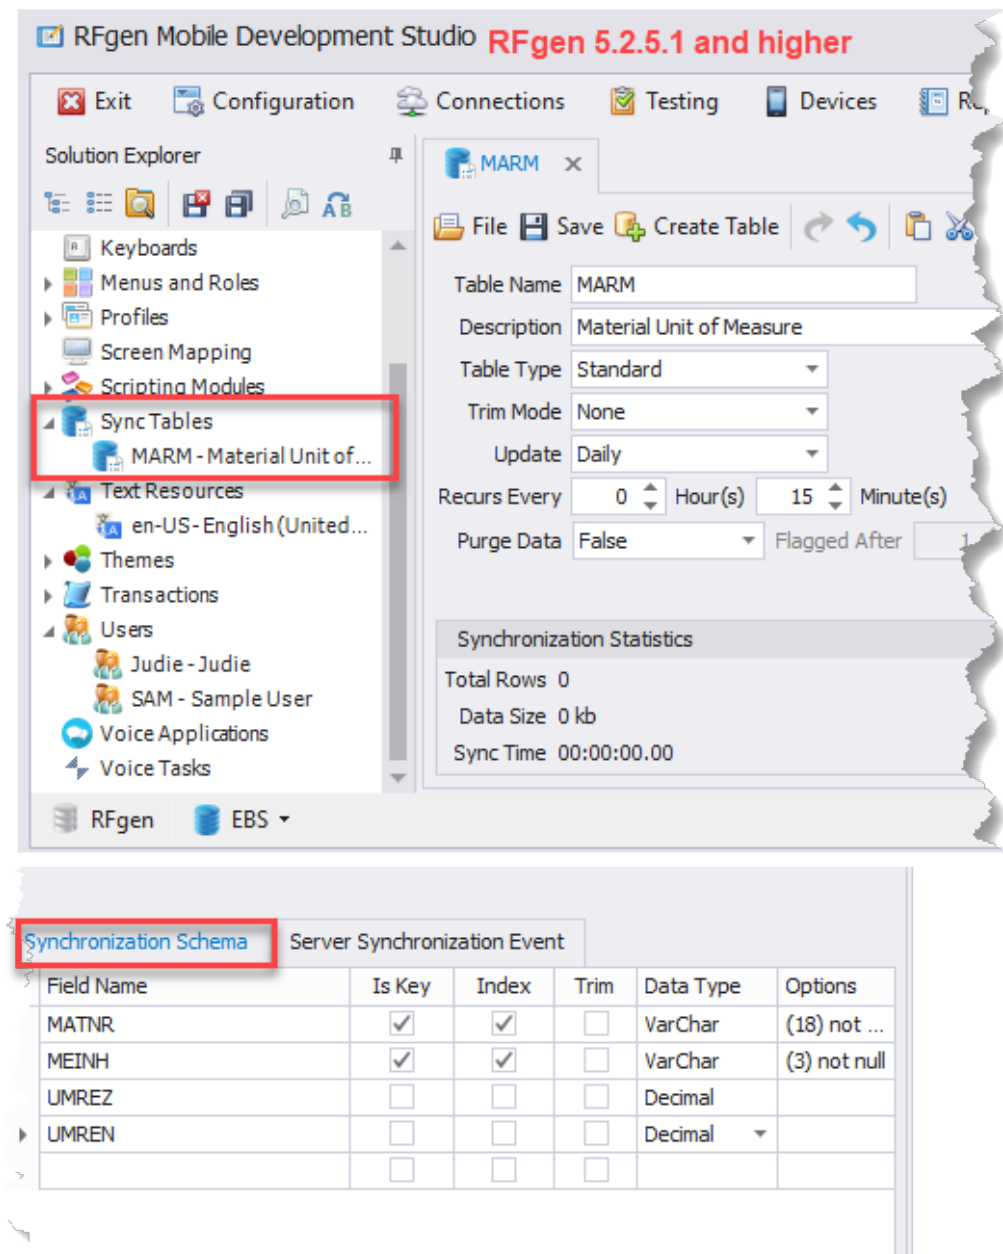 RFgen Mobile Development Studio RFgen 5.2.5.1 and higher
Exit Configuration Connections Testing Devices
Solution Explorer
MARM
File Save Create Table
Keyboards
Menus and Roles
Profiles
Screen Mapping
Scripting Modules
Sync Tables
MARM - Material Unit of...
Text Resources
en-US - English (United...
Themes
Transactions
Users
Judie - Judie
SAM - Sample User
Voice Applications
Voice Tasks
Table Name MARM
Description Material Unit of Measure
Table Type Standard
Trim Mode None
Update Daily
Recurs Every 0 Hour(s) 15 Minute(s)
Purge Data False Flagged After 1
Synchronization Statistics
Total Rows 0
Data Size 0 kb
Sync Time 00:00:00.00
RFgen EBS
Synchronization Schema Server Synchronization Event
Field Name Is Key Index Trim Data Type Options
MATNR VarChar (18) not ...
MEINH VarChar (3) not null
UMREZ Decimal
UMREN Decimal